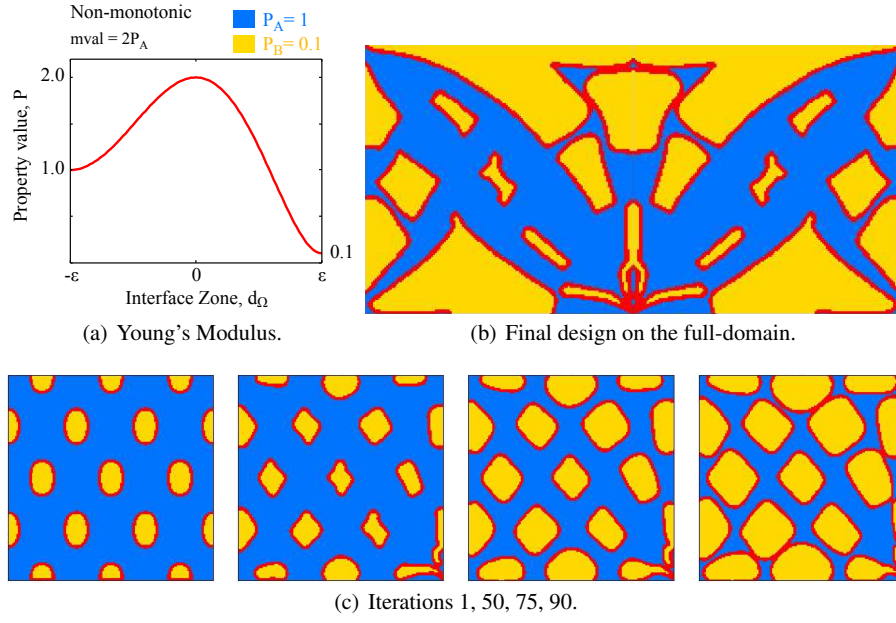 Non-monotonic
mval = 2P_A
P_A = 1
P_B = 0.1
2.0
1.0
Property value, P
0.1
-ε 0 ε
Interface Zone, d_Ω
(a) Young's Modulus.
(b) Final design on the full-domain.
(c) Iterations 1, 50, 75, 90.